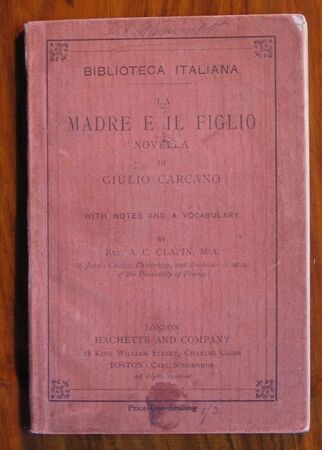 BIBLIOTECA ITALIANA
LA
MADRE E IL FIGLIO
NOVELLA
DI
GIULIO CARCANO
WITH NOTES AND A VOCABULARY
BY
REV. A. C. CLAPIN, M.A.
St. John's College, Cambridge, and Bachelier ès lettres
of the University of France
LONDON
HACHETTE AND COMPANY
18 KING WILLIAM STREET, CHARING CROSS
BOSTON: CARL SCHOENHOF
All Rights reserved
Price One Shilling 1/3.